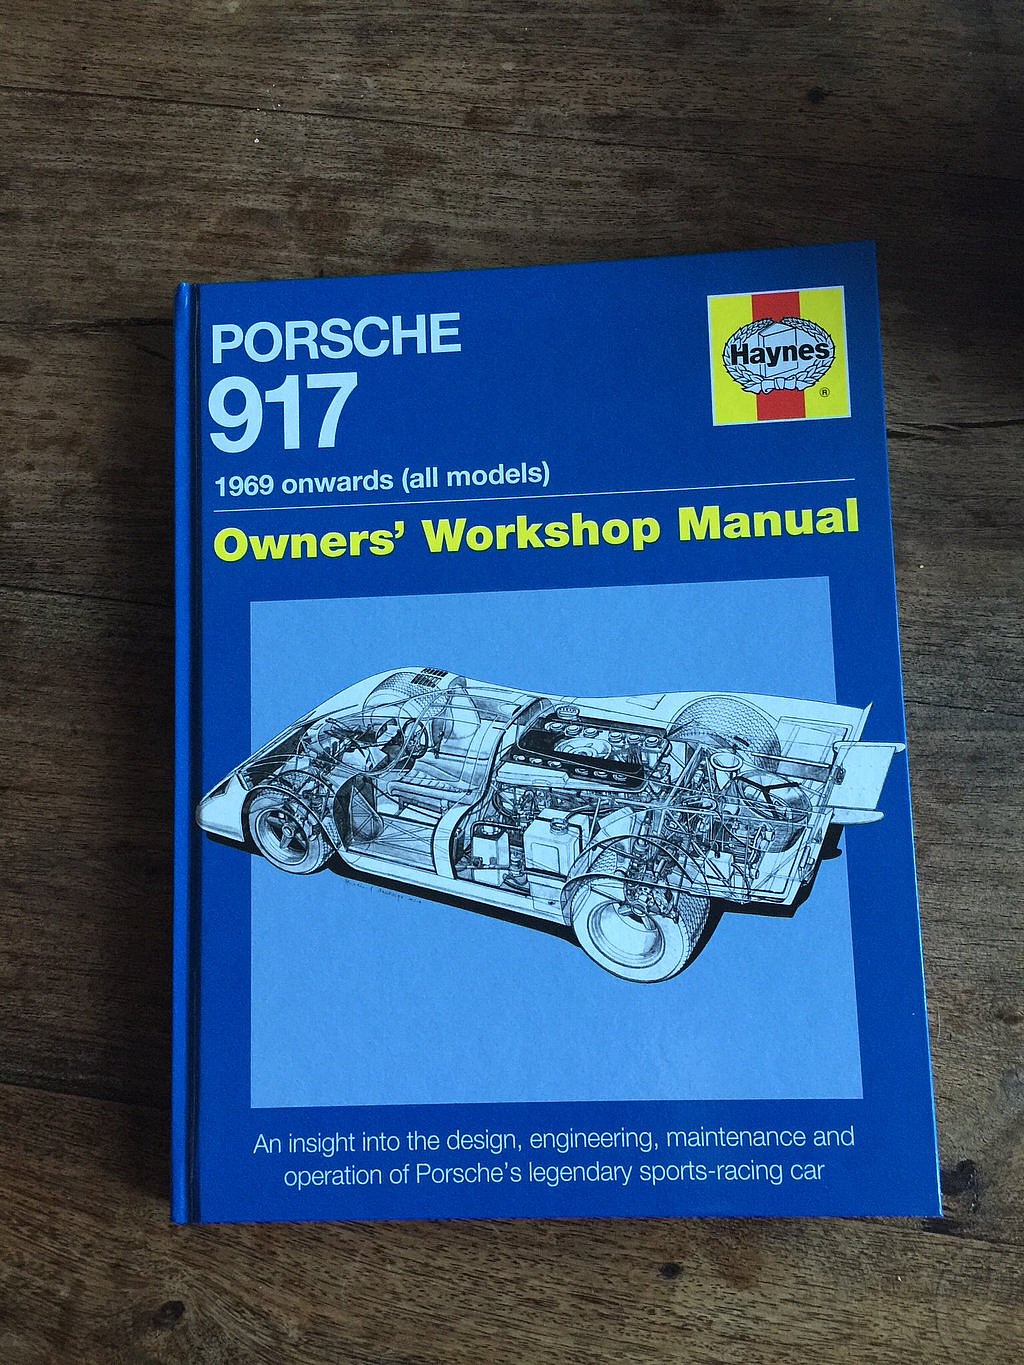 PORSCHE
917
1969 onwards (all models)
Haynes
®
Owners' Workshop Manual
An insight into the design, engineering, maintenance and
operation of Porsche's legendary sports-racing car